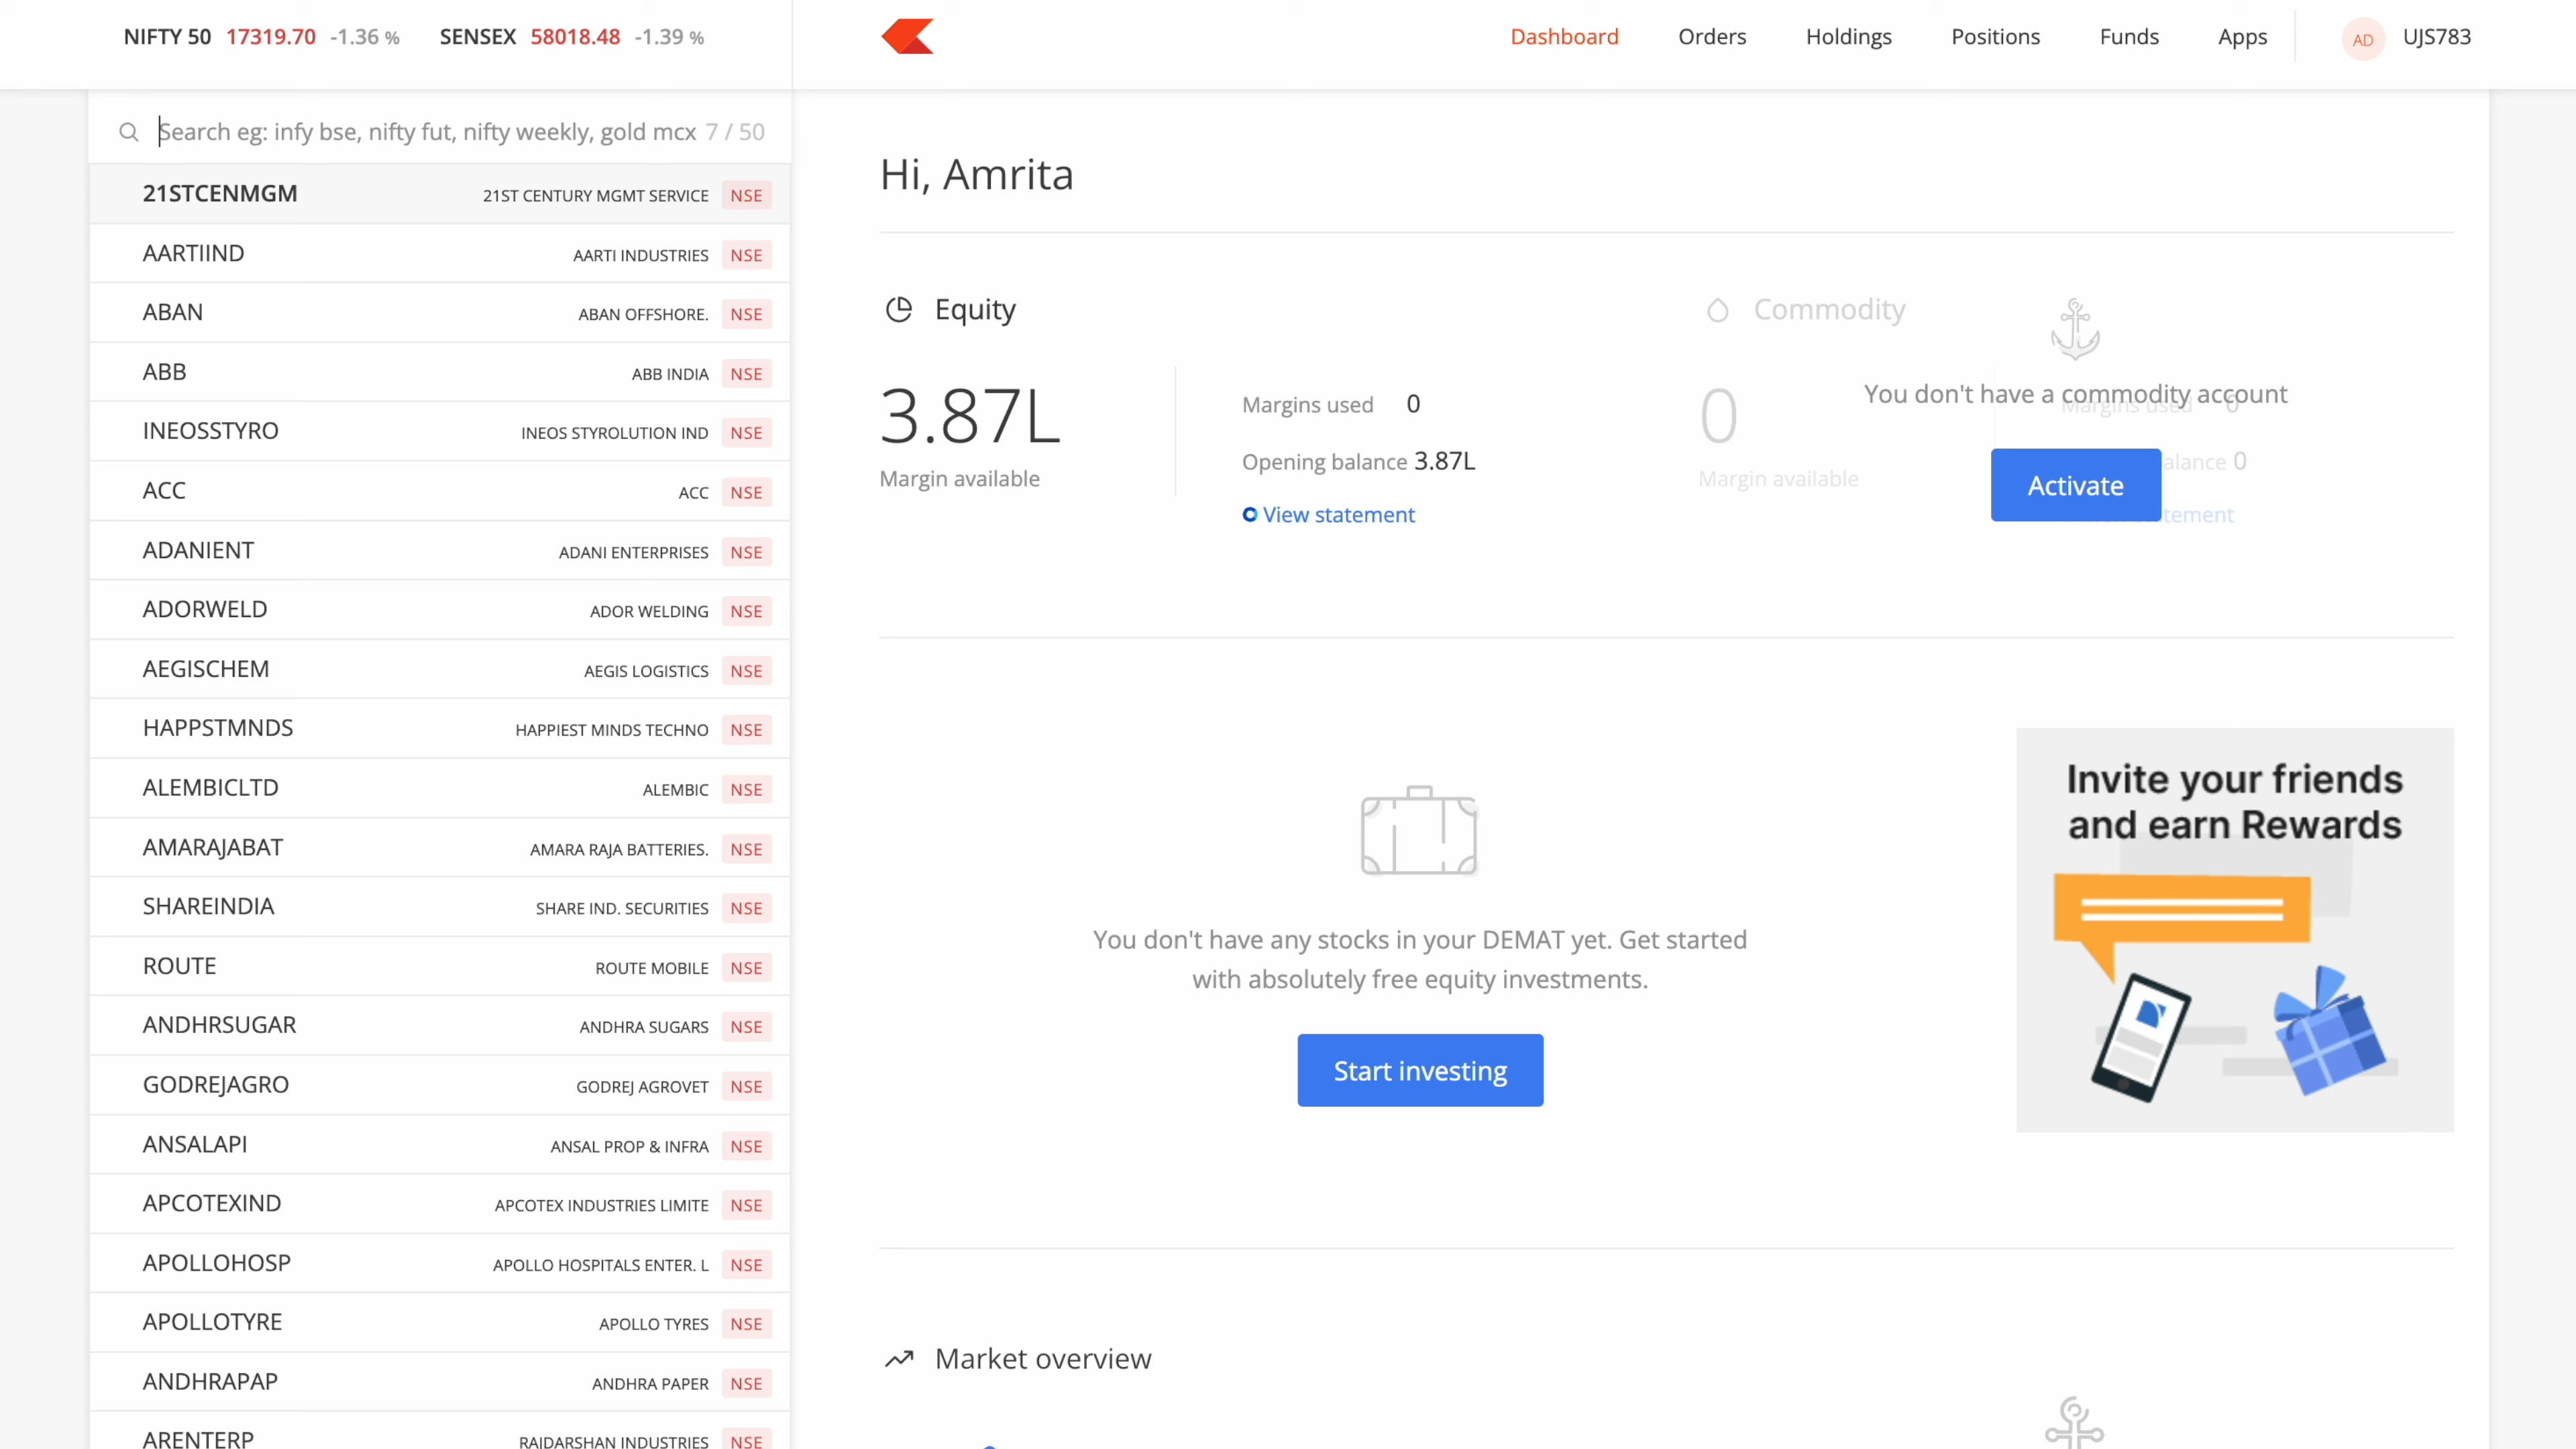 NIFTY 50 17319.70 -1.36 % SENSEX 58018.48 -1.39 %
Dashboard Orders Holdings Positions Funds Apps AD UJS783
Search eg: infy bse, nifty fut, nifty weekly, gold mcx 7 / 50
21STCENMGM 21ST CENTURY MGMT SERVICE NSE
AARTIIND AARTI INDUSTRIES NSE
ABAN ABAN OFFSHORE. NSE
ABB ABB INDIA NSE
INEOSSTYRO INEOS STYROLUTION IND NSE
ACC ACC NSE
ADANIENT ADANI ENTERPRISES NSE
ADORWELD ADOR WELDING NSE
AEGISCHEM AEGIS LOGISTICS NSE
HAPPSTMNDS HAPPIEST MINDS TECHNO NSE
ALEMBICLTD ALEMBIC NSE
AMARAJABAT AMARA RAJA BATTERIES. NSE
SHAREINDIA SHARE IND. SECURITIES NSE
ROUTE ROUTE MOBILE NSE
ANDHRSUGAR ANDHRA SUGARS NSE
GODREJAGRO GODREJ AGROVET NSE
ANSALAPI ANSAL PROP & INFRA NSE
APCOTEXIND APCOTEX INDUSTRIES LIMITE NSE
APOLLOHOSP APOLLO HOSPITALS ENTER. L NSE
APOLLOTYRE APOLLO TYRES NSE
ANDHRAPAP ANDHRA PAPER NSE
ARENTERP RAJDARSHAN INDUSTRIES NSE
Hi, Amrita
Equity
3.87L
Margin available
Margins used 0
Opening balance 3.87L
View statement
Commodity
0
Margin available
You don't have a commodity account
Margins used 0
Activate
alance 0
tement
You don't have any stocks in your DEMAT yet. Get started
with absolutely free equity investments.
Start investing
Invite your friends
and earn Rewards
Market overview